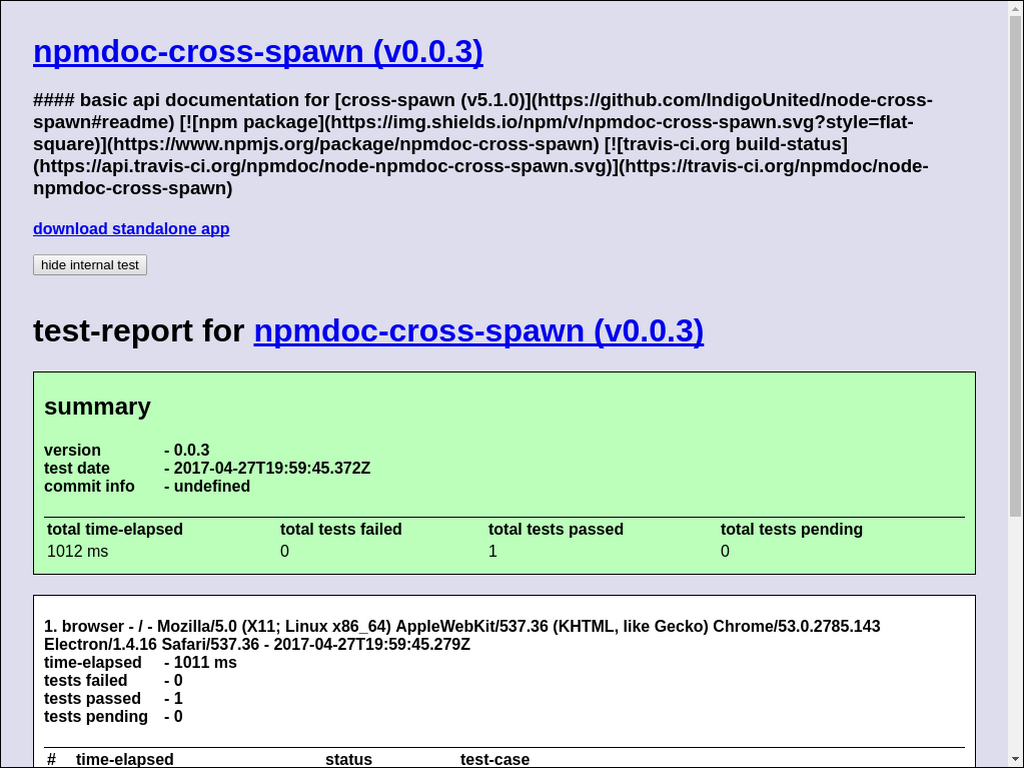 npmdoc-cross-spawn (v0.0.3)
#### basic api documentation for [cross-spawn (v5.1.0)](https://github.com/IndigoUnited/node-cross-
spawn#readme) [![npm package](https://img.shields.io/npm/v/npmdoc-cross-spawn.svg?style=flat-
square)](https://www.npmjs.org/package/npmdoc-cross-spawn) [![travis-ci.org build-status]
(https://api.travis-ci.org/npmdoc/node-npmdoc-cross-spawn.svg)](https://travis-ci.org/npmdoc/node-
npmdoc-cross-spawn)
download standalone app
hide internal test
test-report for npmdoc-cross-spawn (v0.0.3)
summary
version - 0.0.3
test date - 2017-04-27T19:59:45.372Z
commit info - undefined
total time-elapsed total tests failed total tests passed total tests pending
1012 ms 0 1 0
1. browser - / - Mozilla/5.0 (X11; Linux x86_64) AppleWebKit/537.36 (KHTML, like Gecko) Chrome/53.0.2785.143
Electron/1.4.16 Safari/537.36 - 2017-04-27T19:59:45.279Z
time-elapsed - 1011 ms
tests failed - 0
tests passed - 1
tests pending - 0
# time-elapsed status test-case